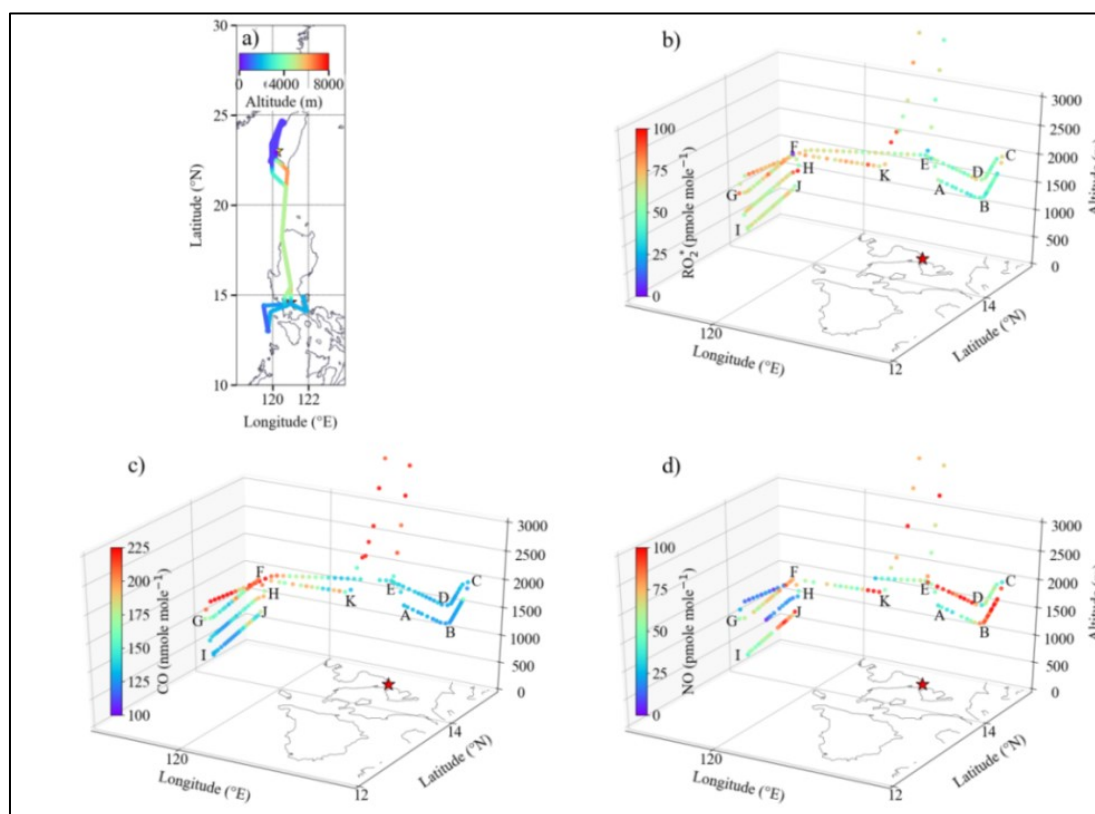 a)
30
25
20
15
10
Latitude (°N)
0 4000 8000
Altitude (m)
120 122
Longitude (°E)
b)
100
75
50
25
0
RO₂* (pmole mole⁻¹)
F
H
K
J
G
I
E
A
D
C
B
3000
2500
2000
1500
1000
500
0
120
Longitude (°E)
12
14
Latitude (°N)
c)
225
200
175
150
125
100
CO (nmole mole⁻¹)
F
H
K
J
G
I
E
A
D
C
B
3000
2500
2000
1500
1000
500
0
120
Longitude (°E)
12
14
Latitude (°N)
d)
100
75
50
25
0
NO (pmole mole⁻¹)
F
H
K
J
G
I
E
A
D
C
B
3000
2500
2000
1500
1000
500
0
120
Longitude (°E)
12
14
Latitude (°N)